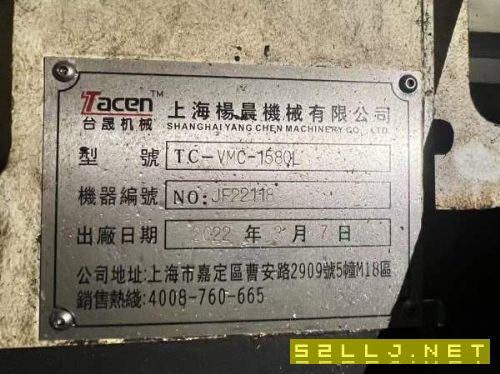 Tacen™
台晟机械
上海楊晨機械有限公司
SHANGHAI YANG CHEN MACHINERY CO., LTD.
型 號 TC-VMC-1580L
機器編號 NO: JF22118
出廠日期 2022 年 月 7 日
公司地址:上海市嘉定區曹安路2909號5幢M18區
銷售熱綫:4008-760-665
52LLJ.NET